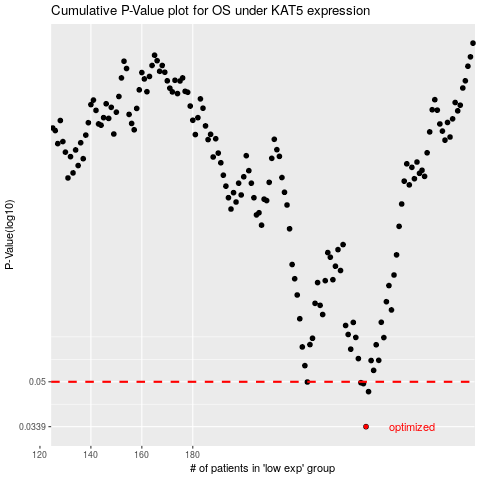 Cumulative P-Value plot for OS under KAT5 expression
P-Value(log10)
0.05
0.0339
optimized
120 140 160 180
# of patients in 'low exp' group